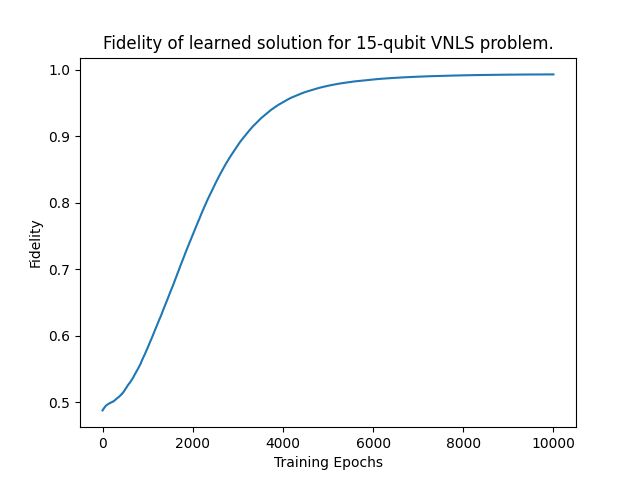 Fidelity of learned solution for 15-qubit VNLS problem.
1.0
0.9
0.8
0.7
0.6
0.5
Fidelity
0 2000 4000 6000 8000 10000
Training Epochs